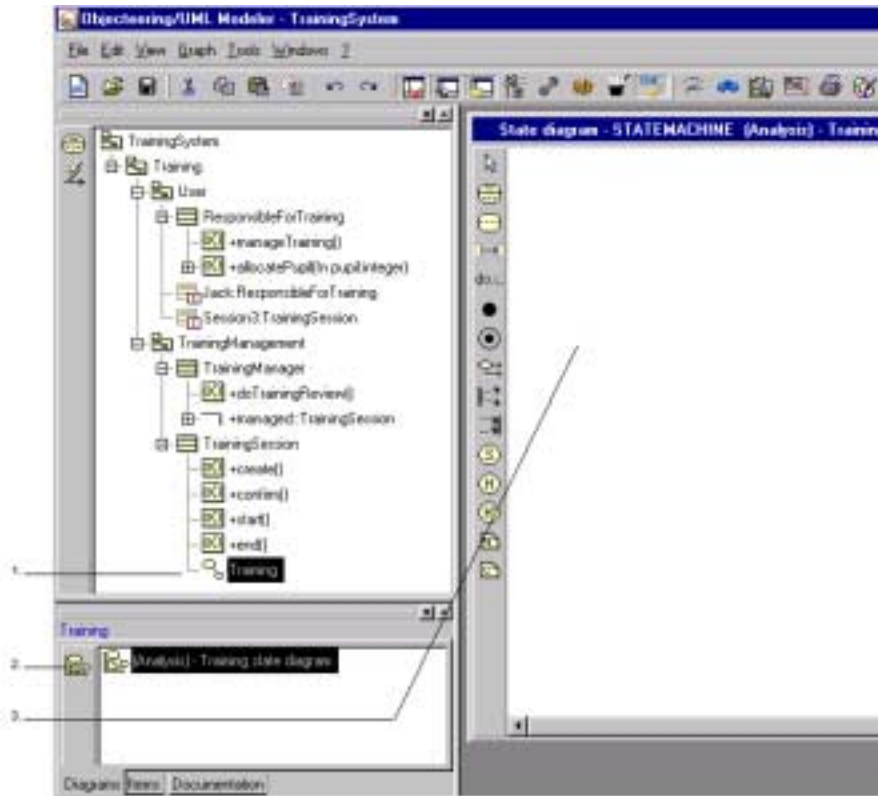 Objecteering/UML Modeler - TrainingSystem
File Edit View Graph Tools Windows ?
TrainingSystem
Training
User
ResponsibleForTraining
+manageTraining()
+allocatePupil(In pupil:integer)
Jack:ResponsibleForTraining
Session3:TrainingSession
TrainingManagement
TrainingManager
+doTrainingReview()
+managed::TrainingSession
TrainingSession
+create()
+confirm()
+start()
+end()
Training
1
Training
2
(Analysis) - Training state diagram
3
Diagrams Items Documentation
State diagram - STATEMACHINE (Analysis) - Trainin
do:...
S
H